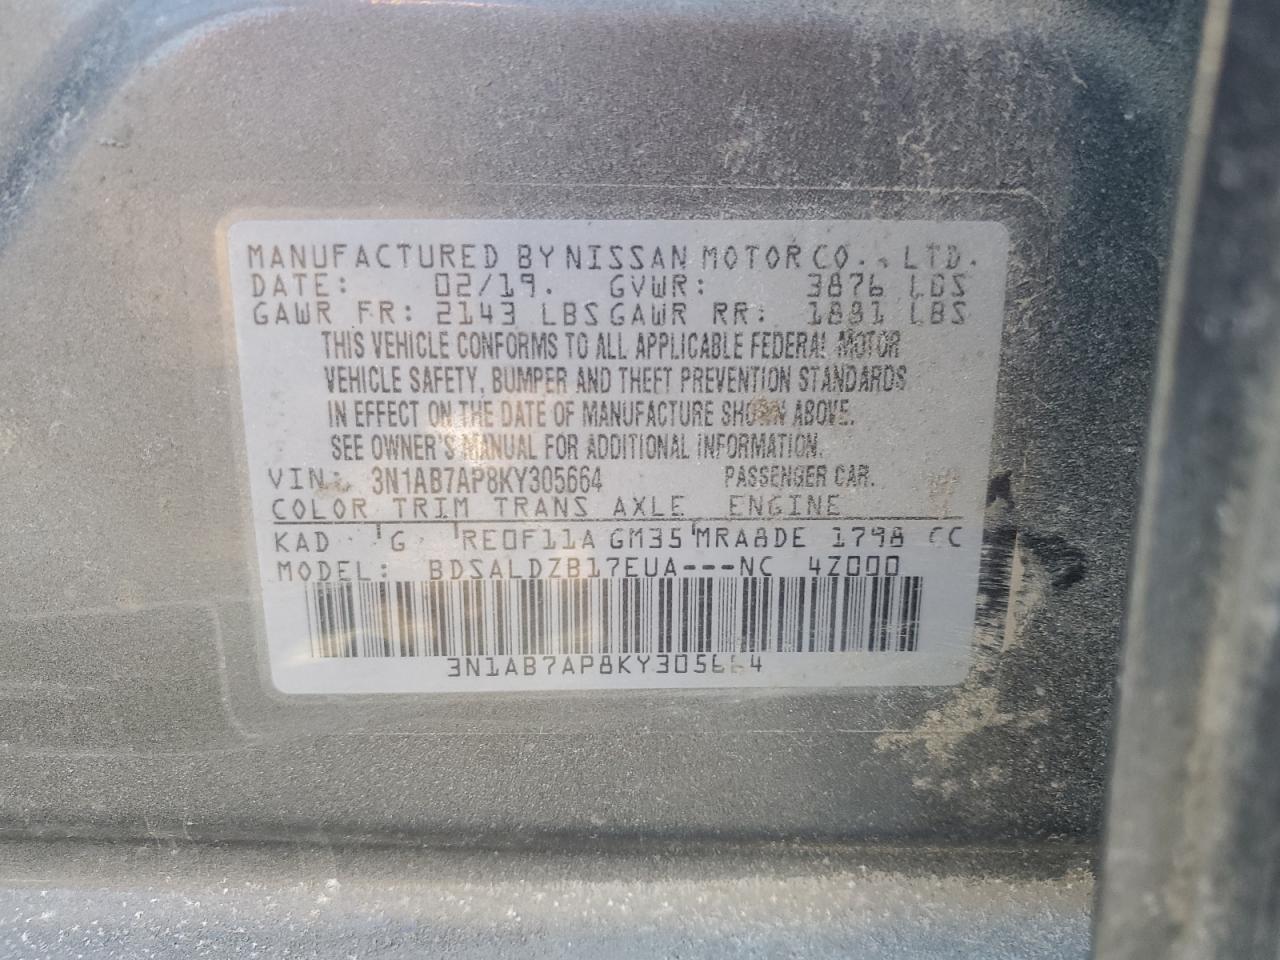 MANUFACTURED BY NISSAN MOTOR CO., LTD.
DATE: 02/19. GVWR: 3876 LBS
GAWR FR: 2143 LBS GAWR RR: 1881 LBS
THIS VEHICLE CONFORMS TO ALL APPLICABLE FEDERAL MOTOR
VEHICLE SAFETY, BUMPER AND THEFT PREVENTION STANDARDS
IN EFFECT ON THE DATE OF MANUFACTURE SHOWN ABOVE.
SEE OWNER'S MANUAL FOR ADDITIONAL INFORMATION.
VIN: 3N1AB7AP8KY305664 PASSENGER CAR.
COLOR TRIM TRANS AXLE ENGINE
KAD G RE0F11A GM35 MRA8DE 1798 CC
MODEL: BDSALDZB17EUA---NC 4Z000
3N1AB7AP8KY305664